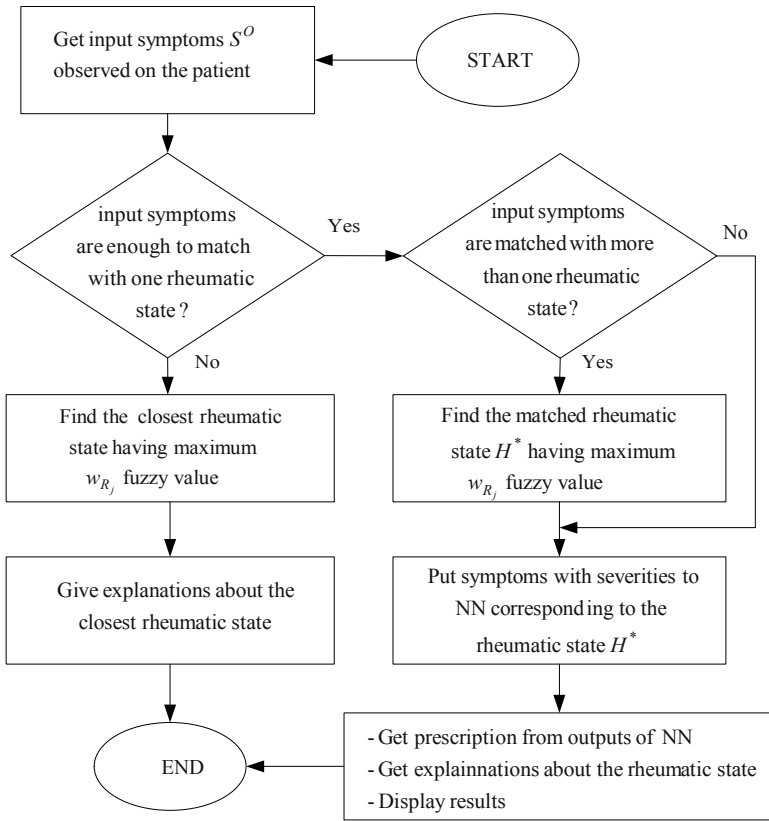 Get input symptoms S^O
observed on the patient
START
input symptoms
are enough to match
with one rheumatic
state ?
Yes
input symptoms
are matched with more
than one rheumatic
state?
No
No
Yes
Find the closest rheumatic
state having maximum
w_{R_j} fuzzy value
Find the matched rheumatic
state H^* having maximum
w_{R_j} fuzzy value
Give explanations about the
closest rheumatic state
Put symptoms with severities to
NN corresponding to the
rheumatic state H^*
END
- Get prescription from outputs of NN
- Get explainnations about the rheumatic state
- Display results